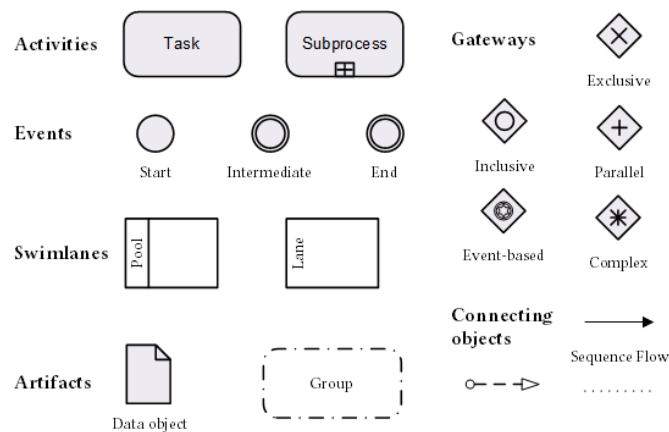 Activities
Task
Subprocess
Gateways
Exclusive
Events
Start
Intermediate
End
Inclusive
Parallel
Swimlanes
Pool
Lane
Event-based
Complex
Connecting
objects
Sequence Flow
Artifacts
Data object
Group